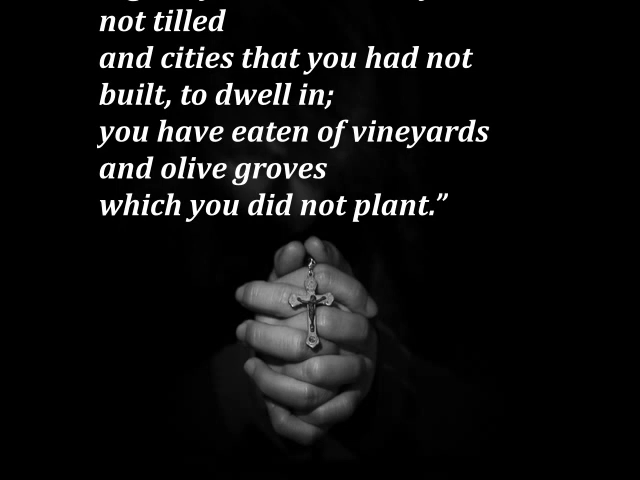 not tilled
and cities that you had not
built, to dwell in;
you have eaten of vineyards
and olive groves
which you did not plant.”